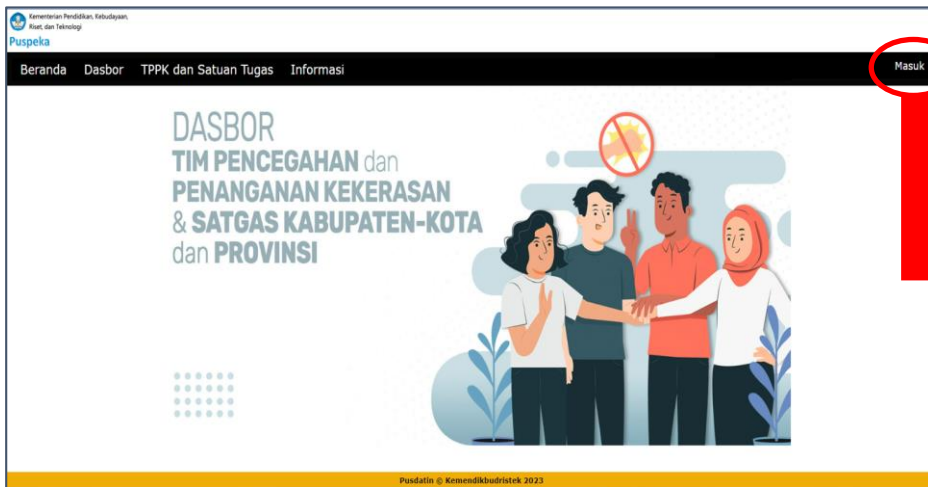 Kementerian Pendidikan, Kebudayaan,
Riset, dan Teknologi
Puspeka
Beranda Dasbor TPPK dan Satuan Tugas Informasi Masuk
DASBOR
TIM PENCEGAHAN dan
PENANGANAN KEKERASAN
& SATGAS KABUPATEN-KOTA
dan PROVINSI
Pusdatin © Kemendikbudristek 2023